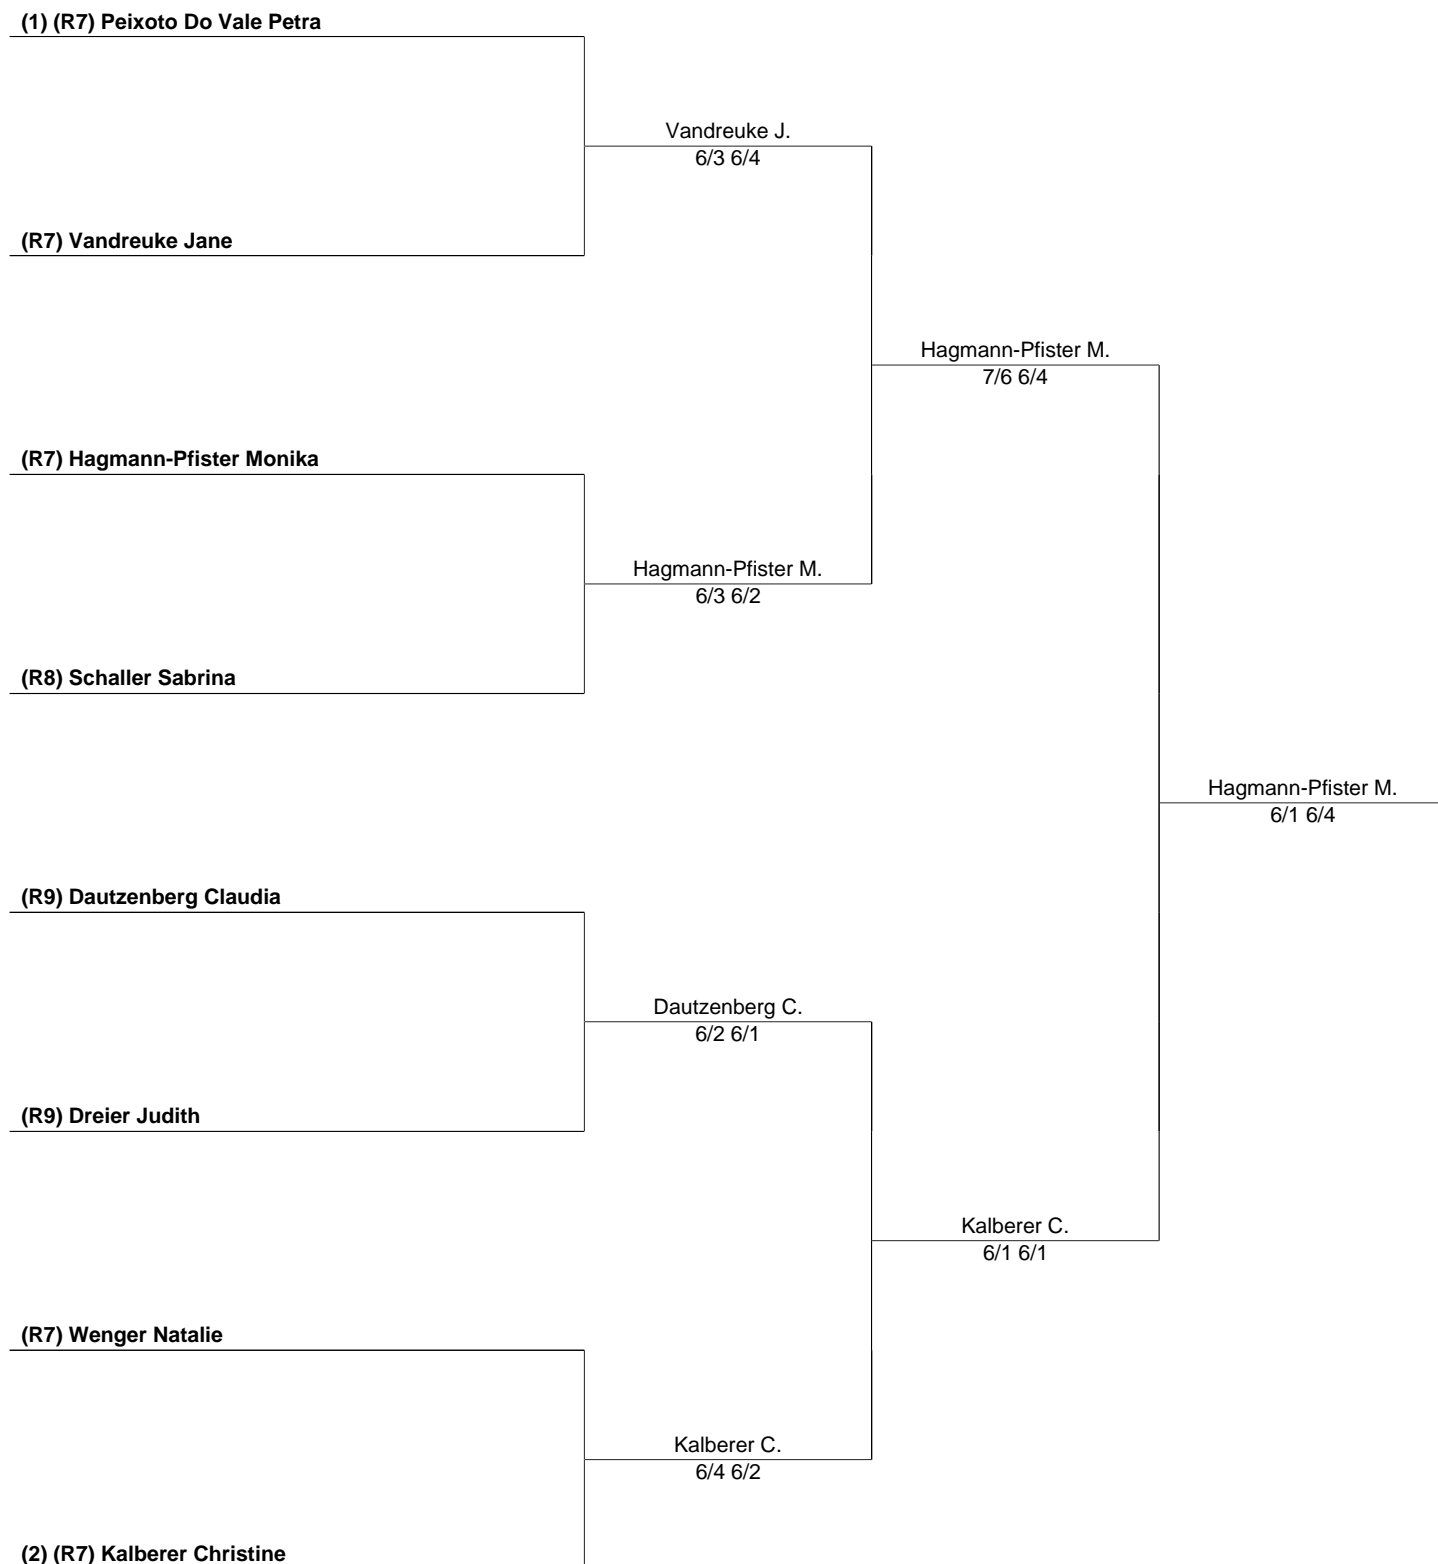 (1) (R7) Peixoto Do Vale Petra
Vandreuke J.
6/3 6/4
(R7) Vandreuke Jane
Hagmann-Pfister M.
7/6 6/4
(R7) Hagmann-Pfister Monika
Hagmann-Pfister M.
6/3 6/2
(R8) Schaller Sabrina
Hagmann-Pfister M.
6/1 6/4
(R9) Dautzenberg Claudia
Dautzenberg C.
6/2 6/1
(R9) Dreier Judith
Kalberer C.
6/1 6/1
(R7) Wenger Natalie
Kalberer C.
6/4 6/2
(2) (R7) Kalberer Christine